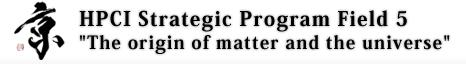 京
HPCI Strategic Program Field 5
"The origin of matter and the universe"